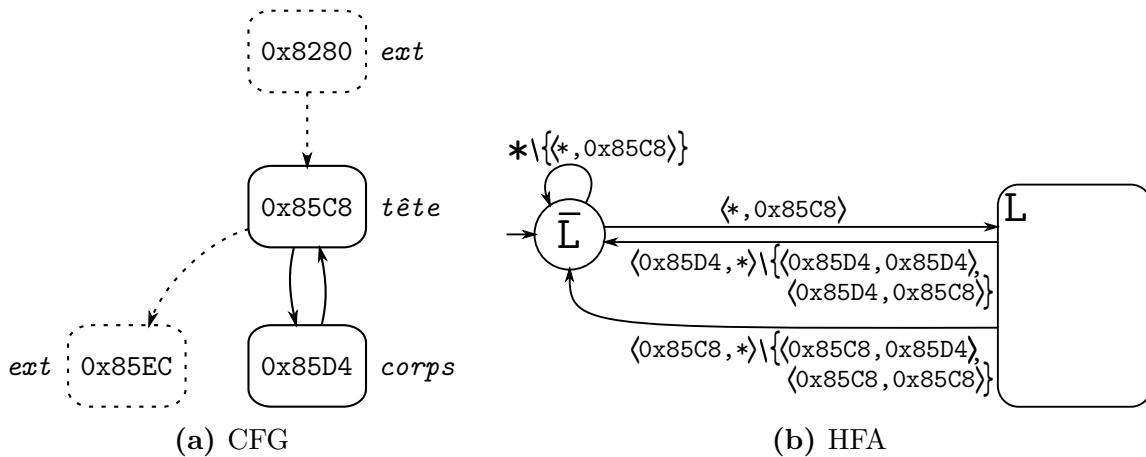 0x8280 ext
0x85C8 tête
ext 0x85EC
0x85D4 corps
(a) CFG
*\{⟨*,0x85C8⟩}
L̅
⟨*,0x85C8⟩
L
⟨0x85D4,*⟩\{⟨0x85D4,0x85D4⟩,
⟨0x85D4,0x85C8⟩}
⟨0x85C8,*⟩\{⟨0x85C8,0x85D4⟩,
⟨0x85C8,0x85C8⟩}
(b) HFA